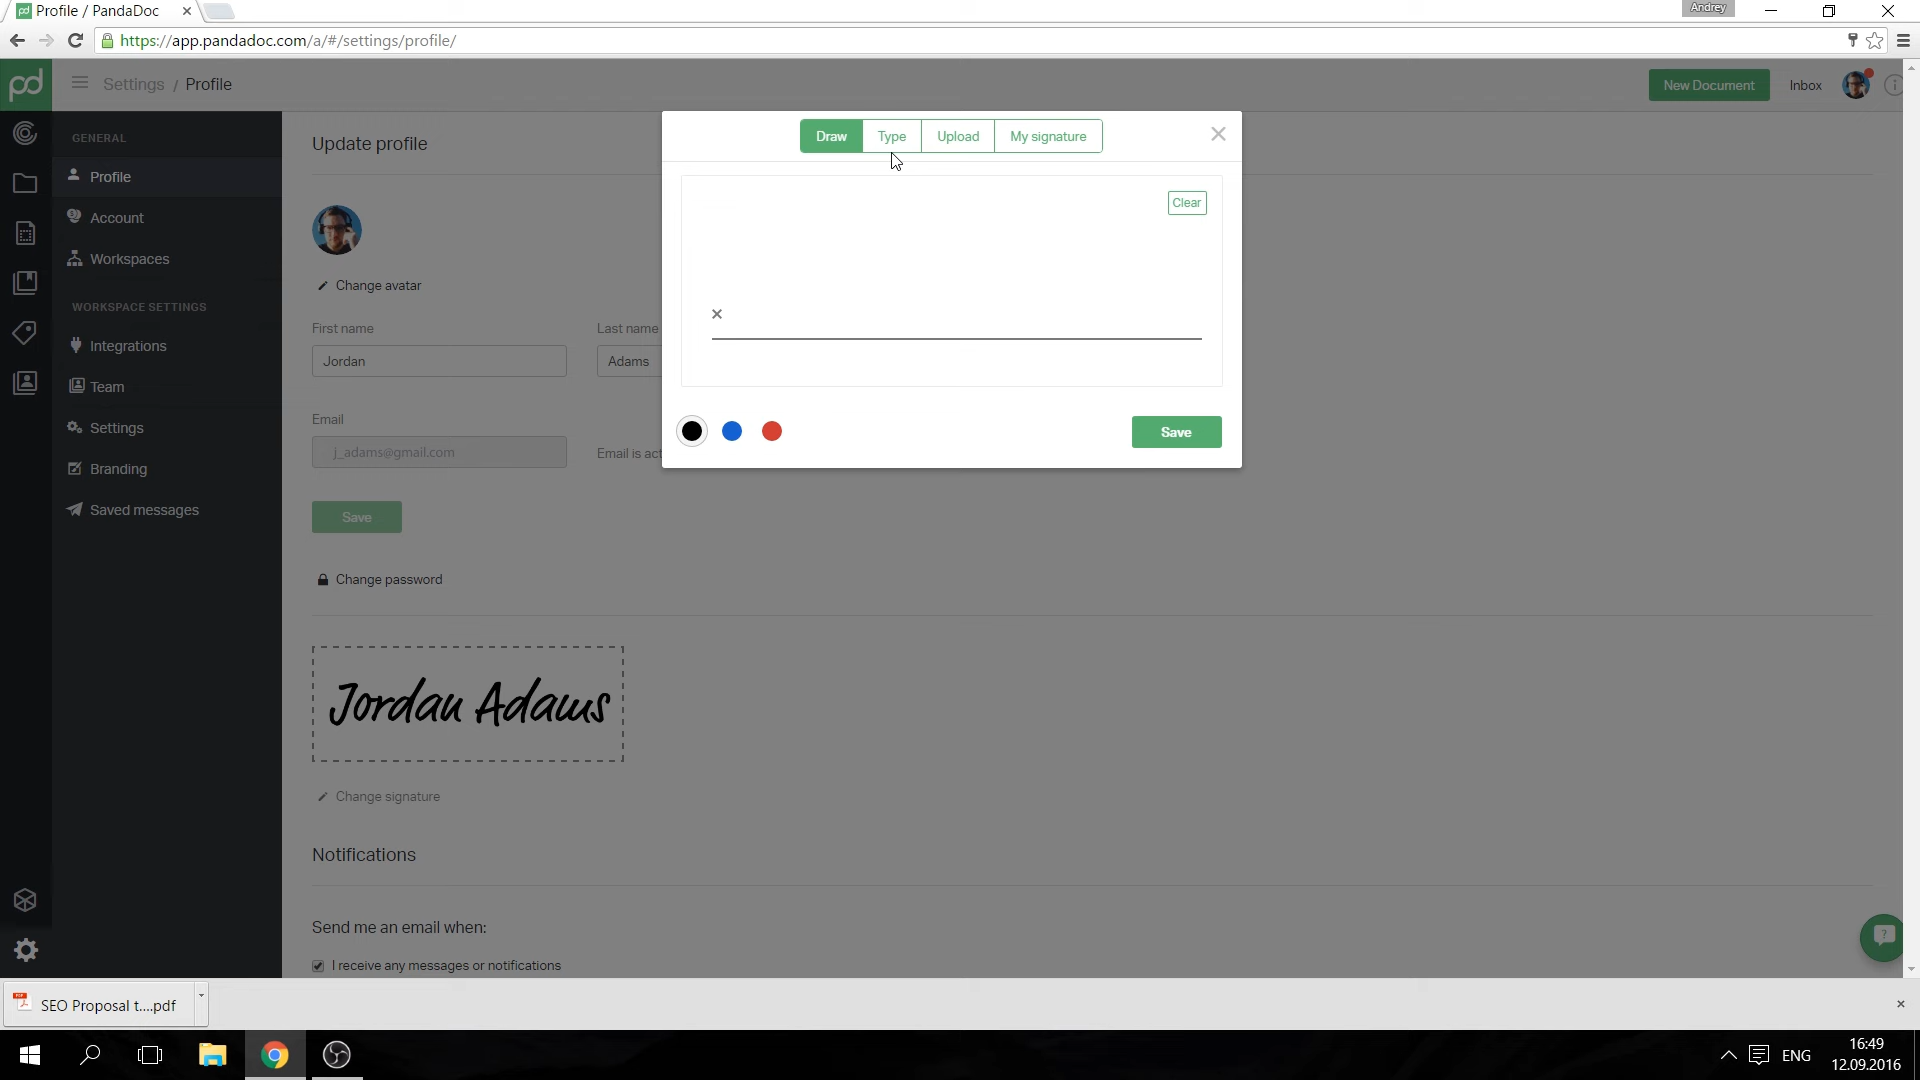 Profile / PandaDoc
Andrey
https://app.pandadoc.com/a/#/settings/profile/
pd
Settings / Profile
New Document
Inbox
GENERAL
Profile
Account
Workspaces
WORKSPACE SETTINGS
Integrations
Team
Settings
Branding
Saved messages
Update profile
Change avatar
First name
Last name
Jordan
Adams
Email
j_adams@gmail.com
Email is act
Save
Change password
Jordan Adams
Change signature
Notifications
Send me an email when:
I receive any messages or notifications
Draw
Type
Upload
My signature
Clear
Save
SEO Proposal t....pdf
ENG
16:49
12.09.2016